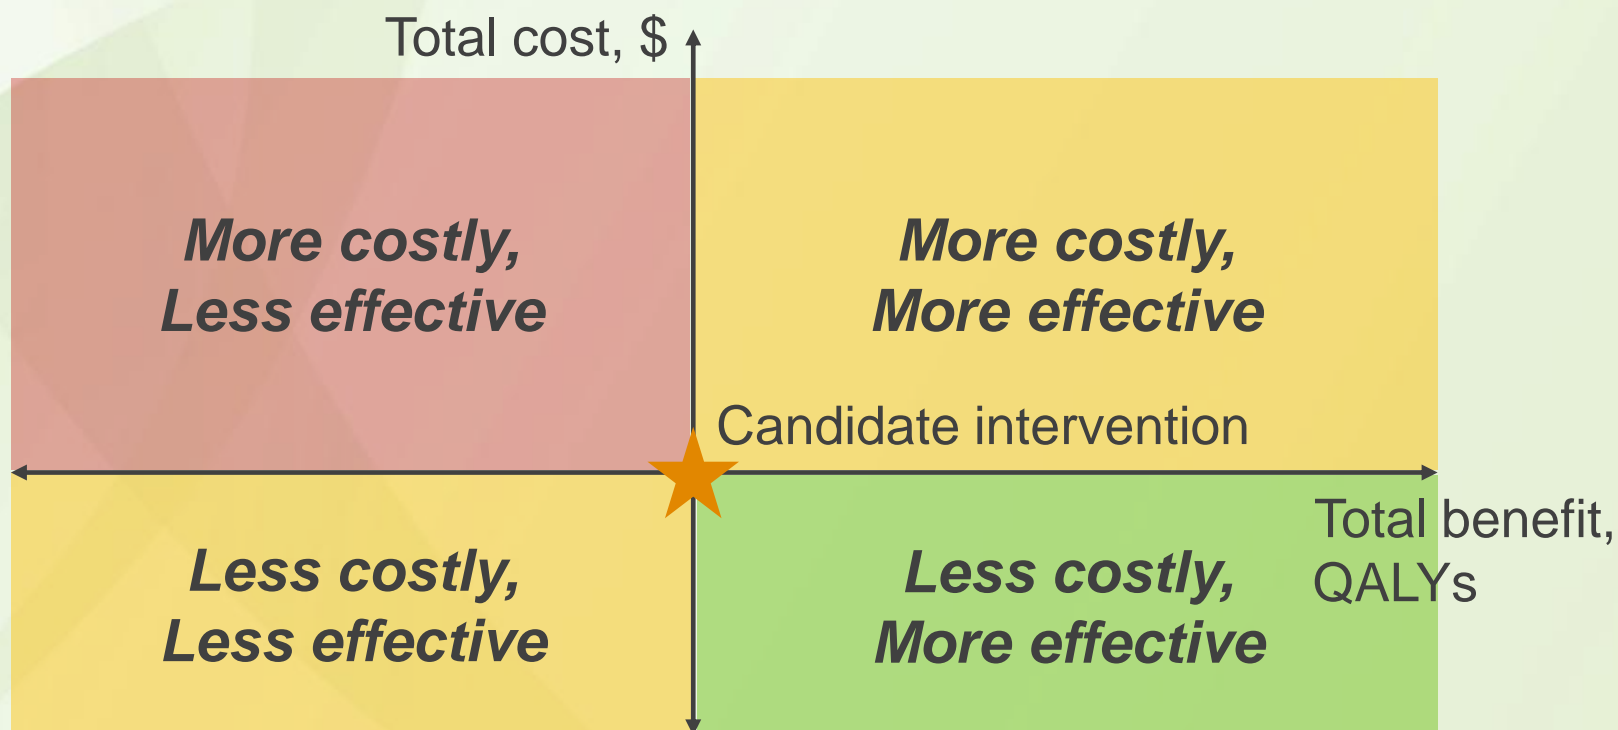 Total cost, $
More costly,
Less effective
More costly,
More effective
Candidate intervention
Total benefit,
QALYs
Less costly,
Less effective
Less costly,
More effective